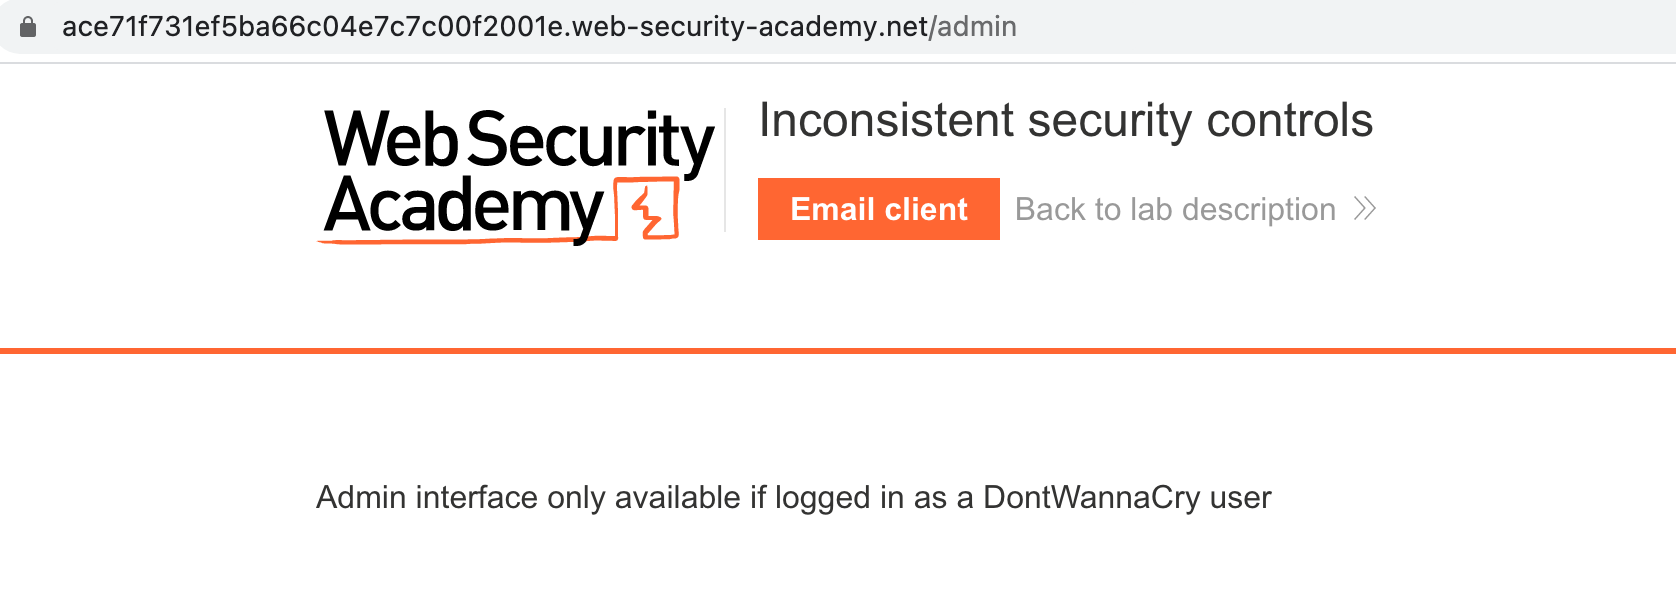 ace71f731ef5ba66c04e7c7c00f2001e.web-security-academy.net/admin
Web Security
Academy
Inconsistent security controls
Email client
Back to lab description
Admin interface only available if logged in as a DontWannaCry user